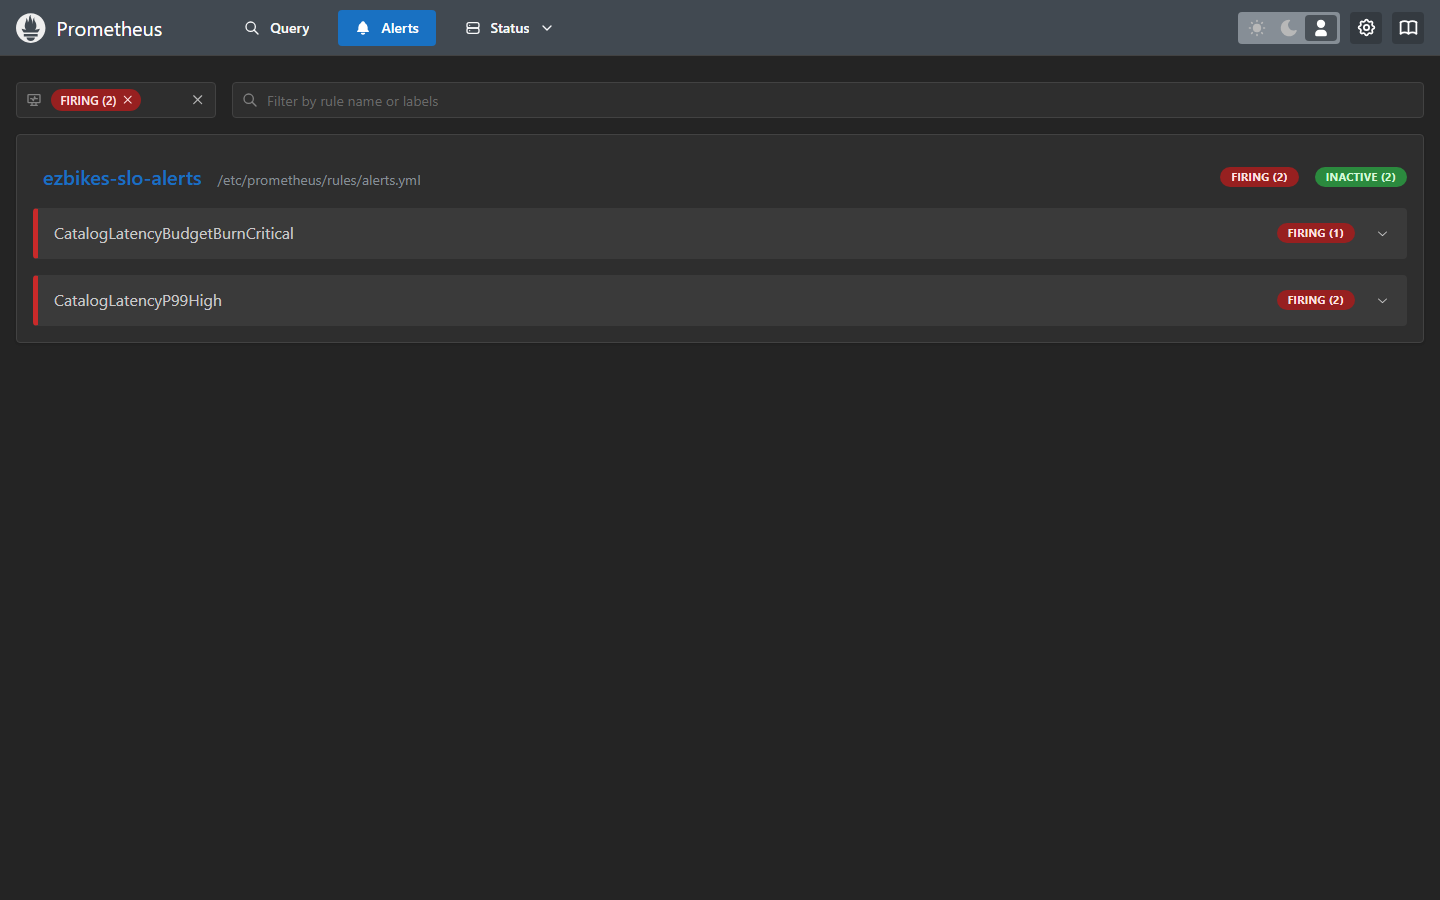 Prometheus
Query
Alerts
Status
FIRING (2)
Filter by rule name or labels
ezbikes-slo-alerts /etc/prometheus/rules/alerts.yml FIRING (2) INACTIVE (2)
CatalogLatencyBudgetBurnCritical FIRING (1)
CatalogLatencyP99High FIRING (2)